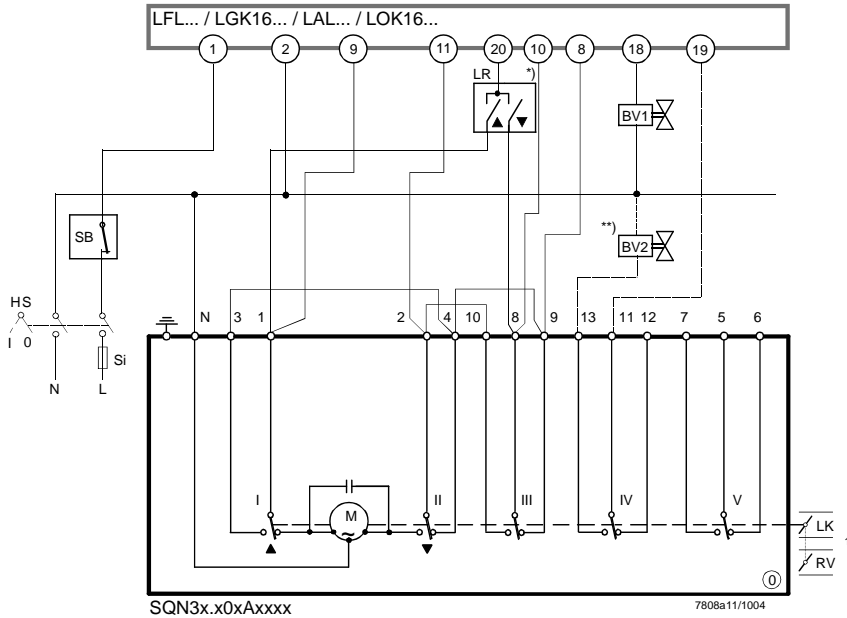 LFL... / LGK16... / LAL... / LOK16...
1 2 9 11 20 10 8 18 19
LR *)
BV1
SB
**)
BV2
HS
I 0
N 3 1 2 4 10 8 9 13 11 12 7 5 6
Si
N L
I II III IV V
M
~
LK
RV
0
SQN3x.x0xAxxxx
7808a11/1004